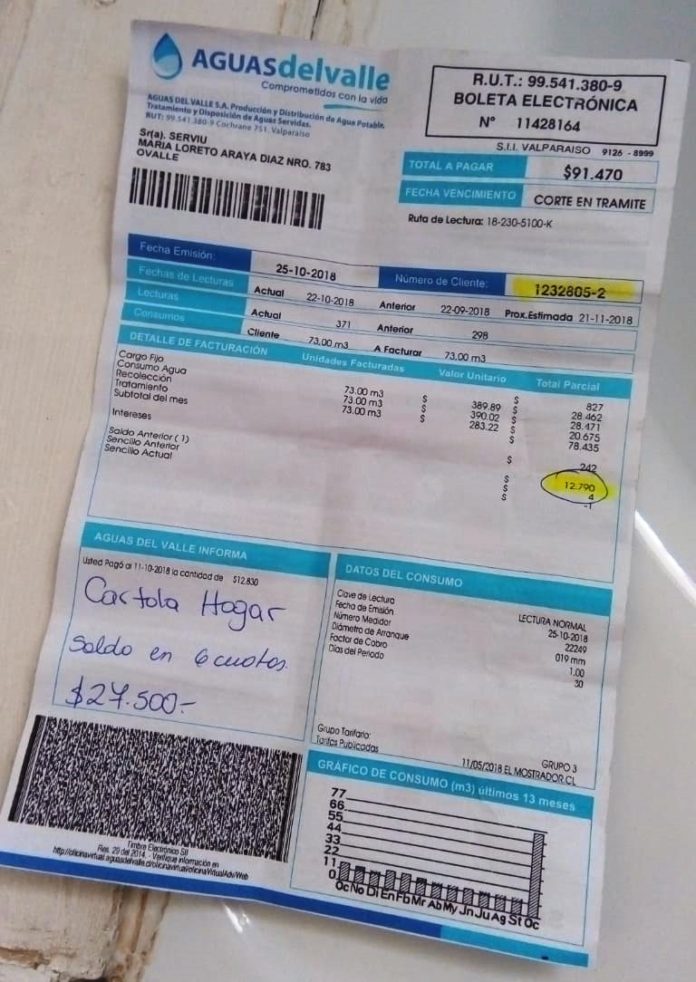 AGUASdelvalle
Comprometidos con la vida
AGUAS DEL VALLE S.A. Producción y Distribución de Agua Potable,
Tratamiento y Disposición de Aguas Servidas.
RUT: 99.541.380-9 Cochrane 751, Valparaíso
Sr(a). SERVIU
MARIA LORETO ARAYA DIAZ NRO. 783
OVALLE
R.U.T.: 99.541.380-9
BOLETA ELECTRÓNICA
N° 11428164
S.I.I. VALPARAISO 9126 - 8999
TOTAL A PAGAR $91.470
FECHA VENCIMIENTO CORTE EN TRAMITE
Ruta de Lectura: 18-230-5100-K
Fecha Emisión: 25-10-2018 Número de Cliente: 1232805-2
Fechas de Lecturas Actual 22-10-2018 Anterior 22-09-2018 Prox.Estimada 21-11-2018
Lecturas Actual 371 Anterior 298
Consumos Cliente 73,00 m3 A Facturar 73,00 m3
DETALLE DE FACTURACIÓN Unidades Facturadas Valor Unitario Total Parcial
Cargo Fijo $ 827
Consumo Agua 73.00 m3 $ 389.89 $ 28.462
Recolección 73.00 m3 $ 390.02 $ 28.471
Tratamiento 73.00 m3 $ 283.22 $ 20.675
Subtotal del mes $ 78.435
Intereses $ 242
Saldo Anterior ( 1 ) $ 12.790
Sencillo Anterior $ 4
Sencillo Actual $ -1
AGUAS DEL VALLE INFORMA
Usted Pagó al 11-10-2018 la cantidad de $12.830
Cartola Hogar
Saldo en 6 cuotas
$27.500.-
DATOS DEL CONSUMO
Clave de Lectura LECTURA NORMAL
Fecha de Emisión 25-10-2018
Número Medidor 22249
Diámetro de Arranque 019 mm
Factor de Cobro 1.00
Días del Periodo 30
Grupo Tarifario: GRUPO 3
Tarifas Publicadas 11/05/2018 EL MOSTRADOR.CL
Timbre Electrónico SII
Res. 29 del 2014. - Verifique información en
GRÁFICO DE CONSUMO (m3) últimos 13 meses
77
66
55
44
33
22
11
0
Oc No Di En Fb Mr Ab My Jn Ju Ag St Oc